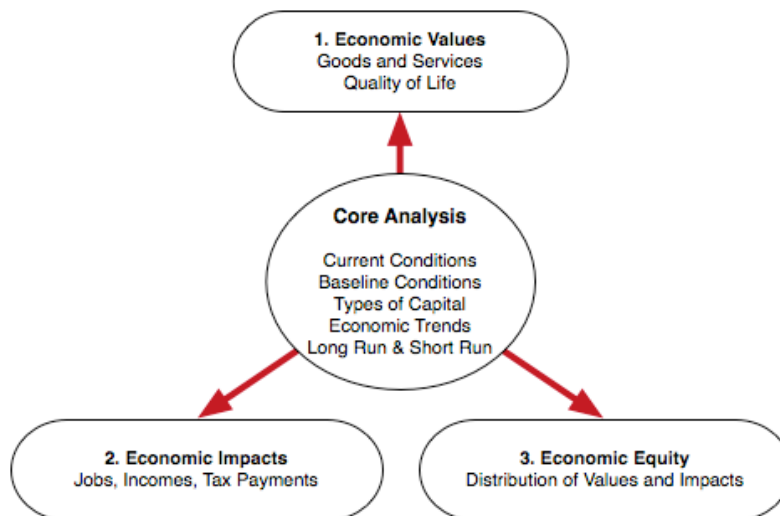 1. Economic Values
Goods and Services
Quality of Life
Core Analysis
Current Conditions
Baseline Conditions
Types of Capital
Economic Trends
Long Run & Short Run
2. Economic Impacts
Jobs, Incomes, Tax Payments
3. Economic Equity
Distribution of Values and Impacts